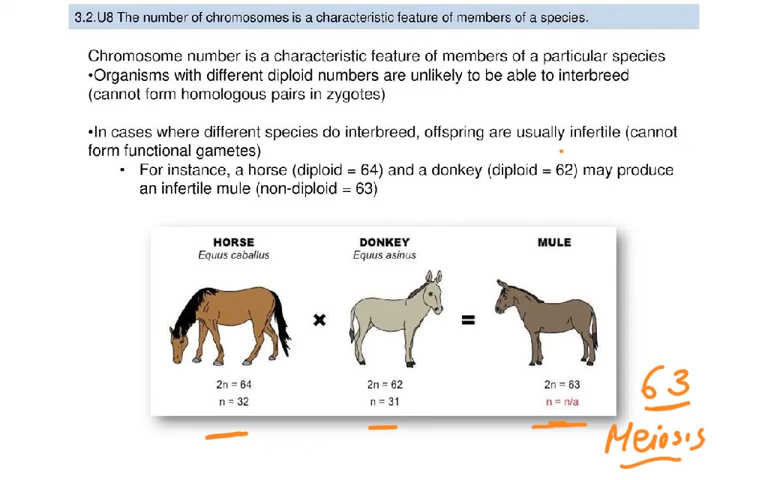 3.2.U8 The number of chromosomes is a characteristic feature of members of a species.
Chromosome number is a characteristic feature of members of a particular species
•Organisms with different diploid numbers are unlikely to be able to interbreed
(cannot form homologous pairs in zygotes)
•In cases where different species do interbreed, offspring are usually infertile (cannot
form functional gametes)
• For instance, a horse (diploid = 64) and a donkey (diploid = 62) may produce
an infertile mule (non-diploid = 63)
HORSE DONKEY MULE
Equus caballus Equus asinus
× =
2n = 64 2n = 62 2n = 63
n = 32 n = 31 n = n/a
63
Meiosis